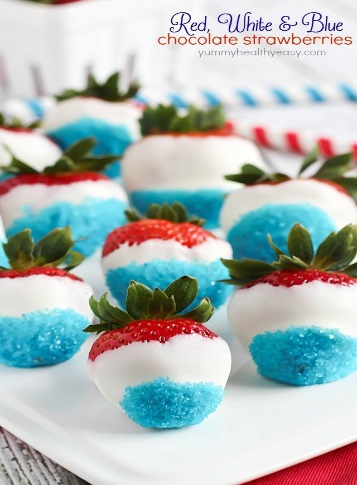 Red, White & Blue
chocolate strawberries
yummyhealthyeasy.com